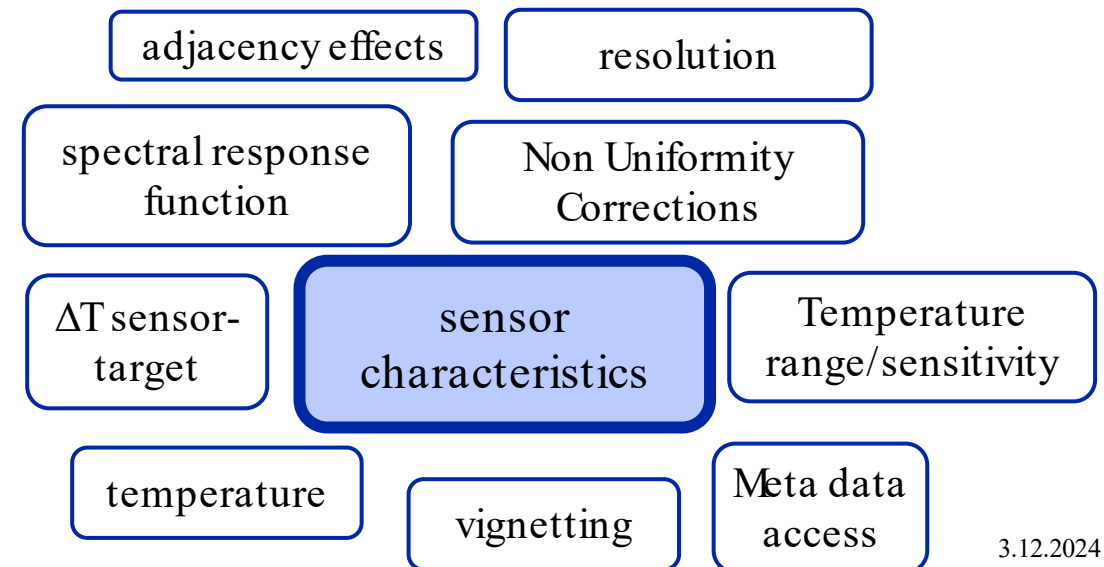 adjacency effects
resolution
spectral response
function
Non Uniformity
Corrections
ΔT sensor-
target
sensor
characteristics
Temperature
range/sensitivity
temperature
vignetting
Meta data
access
3.12.2024